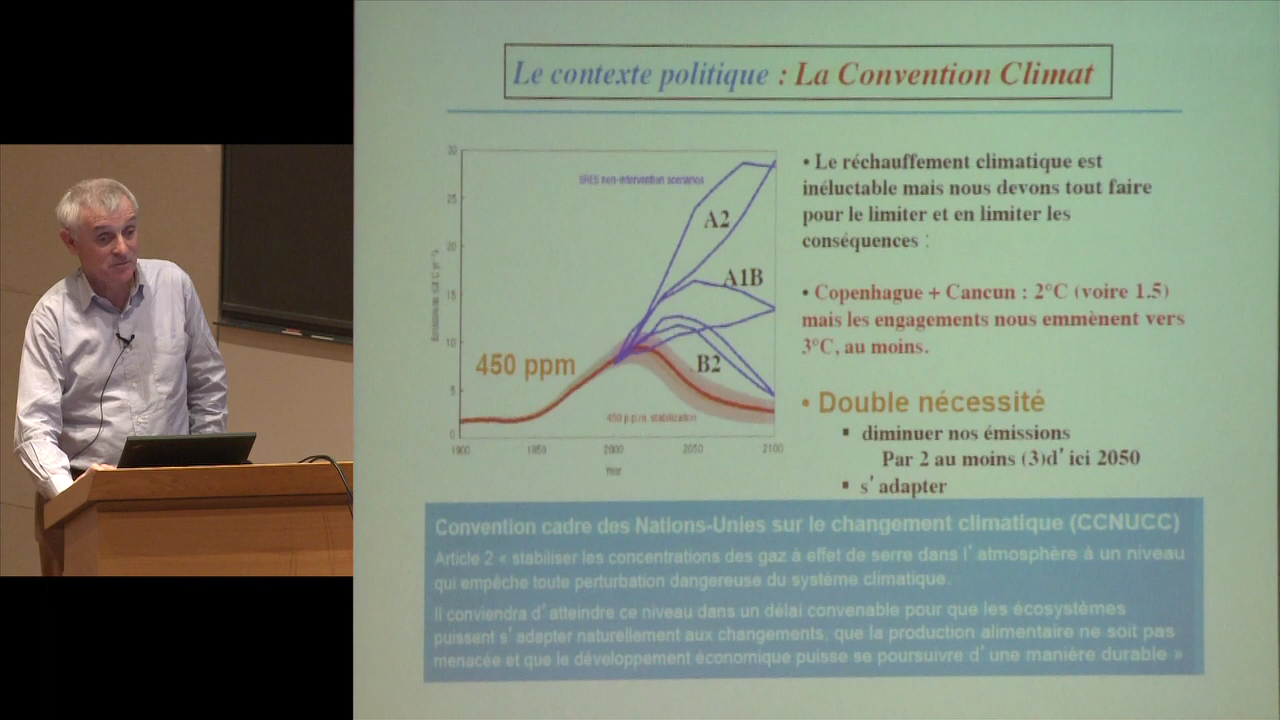 Le contexte politique : La Convention Climat
30
SRES non-intervention scenarios
25
A2
20
A1B
15
10
450 ppm
B2
5
450 p.p.m. stabilization
0
1900 1950 2000 2050 2100
Year
• Le réchauffement climatique est
inéluctable mais nous devons tout faire
pour le limiter et en limiter les
conséquences :
• Copenhague + Cancun : 2°C (voire 1.5)
mais les engagements nous emmènent vers
3°C, au moins.
• Double nécessité
▪ diminuer nos émissions
Par 2 au moins (3)d’ici 2050
▪ s’adapter
Convention cadre des Nations-Unies sur le changement climatique (CCNUCC)
Article 2 « stabiliser les concentrations des gaz à effet de serre dans l’atmosphère à un niveau
qui empêche toute perturbation dangereuse du système climatique.
Il conviendra d’atteindre ce niveau dans un délai convenable pour que les écosystèmes
puissent s’adapter naturellement aux changements, que la production alimentaire ne soit pas
menacée et que le développement économique puisse se poursuivre d’une manière durable »